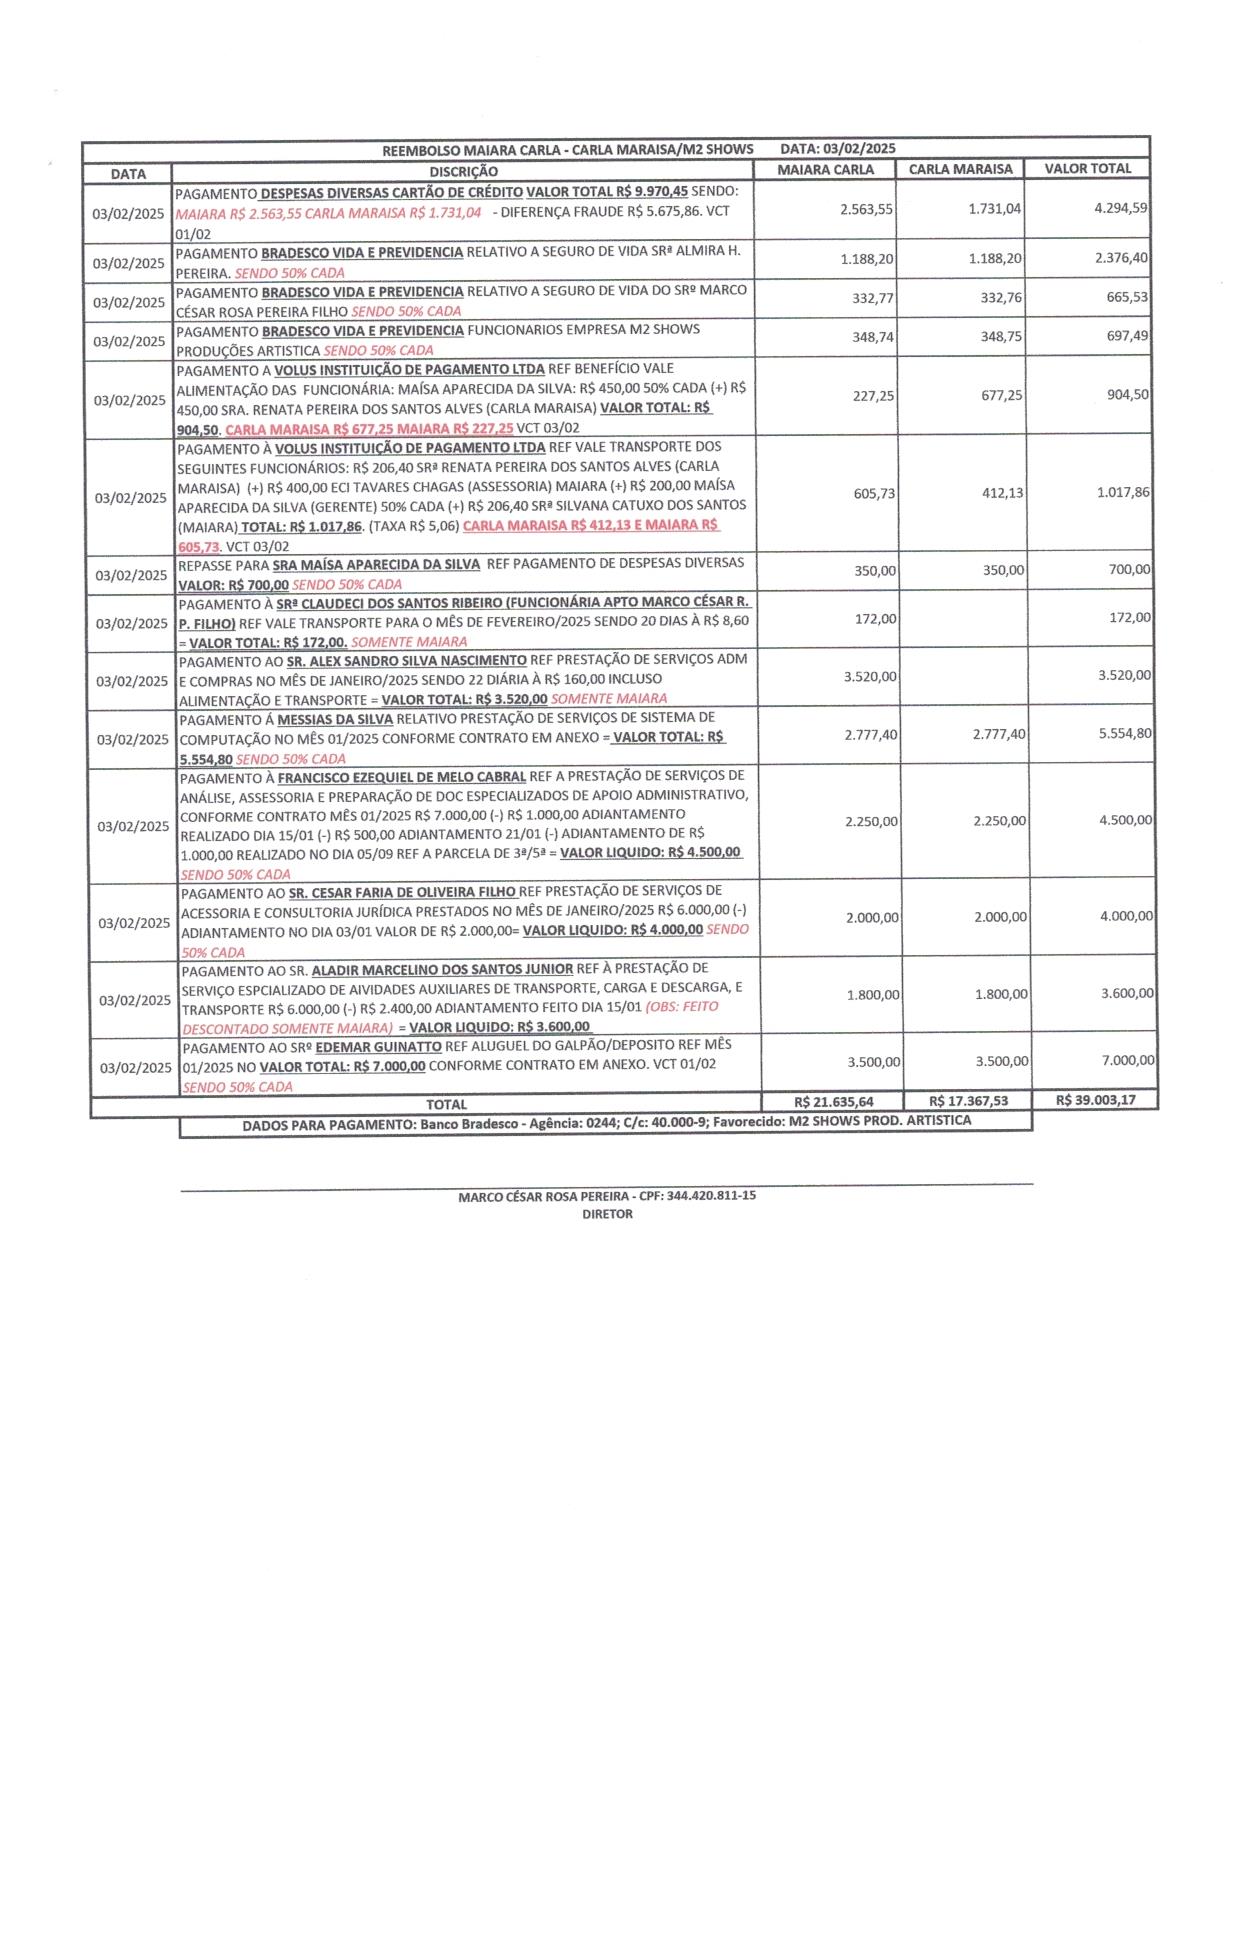 REEMBOLSO MAIARA CARLA - CARLA MARAISA/M2 SHOWS DATA: 03/02/2025
DATA DISCRIÇÃO MAIARA CARLA CARLA MARAISA VALOR TOTAL
PAGAMENTO DESPESAS DIVERSAS CARTÃO DE CRÉDITO VALOR TOTAL R$ 9.970,45 SENDO:
03/02/2025 MAIARA R$ 2.563,55 CARLA MARAISA R$ 1.731,04 - DIFERENÇA FRAUDE R$ 5.675,86. VCT 2.563,55 1.731,04 4.294,59
01/02
PAGAMENTO BRADESCO VIDA E PREVIDENCIA RELATIVO A SEGURO DE VIDA SRª ALMIRA H.
03/02/2025 PEREIRA. SENDO 50% CADA 1.188,20 1.188,20 2.376,40
PAGAMENTO BRADESCO VIDA E PREVIDENCIA RELATIVO A SEGURO DE VIDA DO SRº MARCO
03/02/2025 CÉSAR ROSA PEREIRA FILHO SENDO 50% CADA 332,77 332,76 665,53
PAGAMENTO BRADESCO VIDA E PREVIDENCIA FUNCIONARIOS EMPRESA M2 SHOWS
03/02/2025 PRODUÇÕES ARTISTICA SENDO 50% CADA 348,74 348,75 697,49
PAGAMENTO A VOLUS INSTITUIÇÃO DE PAGAMENTO LTDA REF BENEFÍCIO VALE
ALIMENTAÇÃO DAS FUNCIONÁRIA: MAÍSA APARECIDA DA SILVA: R$ 450,00 50% CADA (+) R$
03/02/2025 450,00 SRA. RENATA PEREIRA DOS SANTOS ALVES (CARLA MARAISA) VALOR TOTAL: R$ 227,25 677,25 904,50
904,50. CARLA MARAISA R$ 677,25 MAIARA R$ 227,25 VCT 03/02
PAGAMENTO À VOLUS INSTITUIÇÃO DE PAGAMENTO LTDA REF VALE TRANSPORTE DOS
SEGUINTES FUNCIONÁRIOS: R$ 206,40 SRª RENATA PEREIRA DOS SANTOS ALVES (CARLA
MARAISA) (+) R$ 400,00 ECI TAVARES CHAGAS (ASSESSORIA) MAIARA (+) R$ 200,00 MAÍSA
03/02/2025 APARECIDA DA SILVA (GERENTE) 50% CADA (+) R$ 206,40 SRª SILVANA CATUXO DOS SANTOS 605,73 412,13 1.017,86
(MAIARA) TOTAL: R$ 1.017,86. (TAXA R$ 5,06) CARLA MARAISA R$ 412,13 E MAIARA R$
605,73. VCT 03/02
REPASSE PARA SRA MAÍSA APARECIDA DA SILVA REF PAGAMENTO DE DESPESAS DIVERSAS
03/02/2025 VALOR: R$ 700,00 SENDO 50% CADA 350,00 350,00 700,00
PAGAMENTO À SRª CLAUDECI DOS SANTOS RIBEIRO (FUNCIONÁRIA APTO MARCO CÉSAR R.
03/02/2025 P. FILHO) REF VALE TRANSPORTE PARA O MÊS DE FEVEREIRO/2025 SENDO 20 DIAS À R$ 8,60 172,00 172,00
= VALOR TOTAL: R$ 172,00. SOMENTE MAIARA
PAGAMENTO AO SR. ALEX SANDRO SILVA NASCIMENTO REF PRESTAÇÃO DE SERVIÇOS ADM
03/02/2025 E COMPRAS NO MÊS DE JANEIRO/2025 SENDO 22 DIÁRIA À R$ 160,00 INCLUSO 3.520,00 3.520,00
ALIMENTAÇÃO E TRANSPORTE = VALOR TOTAL: R$ 3.520,00 SOMENTE MAIARA
PAGAMENTO Á MESSIAS DA SILVA RELATIVO PRESTAÇÃO DE SERVIÇOS DE SISTEMA DE
03/02/2025 COMPUTAÇÃO NO MÊS 01/2025 CONFORME CONTRATO EM ANEXO = VALOR TOTAL: R$ 2.777,40 2.777,40 5.554,80
5.554,80 SENDO 50% CADA
PAGAMENTO À FRANCISCO EZEQUIEL DE MELO CABRAL REF A PRESTAÇÃO DE SERVIÇOS DE
ANÁLISE, ASSESSORIA E PREPARAÇÃO DE DOC ESPECIALIZADOS DE APOIO ADMINISTRATIVO,
CONFORME CONTRATO MÊS 01/2025 R$ 7.000,00 (-) R$ 1.000,00 ADIANTAMENTO
03/02/2025 REALIZADO DIA 15/01 (-) R$ 500,00 ADIANTAMENTO 21/01 (-) ADIANTAMENTO DE R$ 2.250,00 2.250,00 4.500,00
1.000,00 REALIZADO NO DIA 05/09 REF A PARCELA DE 3ª/5ª = VALOR LIQUIDO: R$ 4.500,00
SENDO 50% CADA
PAGAMENTO AO SR. CESAR FARIA DE OLIVEIRA FILHO REF PRESTAÇÃO DE SERVIÇOS DE
03/02/2025 ACESSORIA E CONSULTORIA JURÍDICA PRESTADOS NO MÊS DE JANEIRO/2025 R$ 6.000,00 (-) 2.000,00 2.000,00 4.000,00
ADIANTAMENTO NO DIA 03/01 VALOR DE R$ 2.000,00= VALOR LIQUIDO: R$ 4.000,00 SENDO
50% CADA
PAGAMENTO AO SR. ALADIR MARCELINO DOS SANTOS JUNIOR REF À PRESTAÇÃO DE
03/02/2025 SERVIÇO ESPCIALIZADO DE AIVIDADES AUXILIARES DE TRANSPORTE, CARGA E DESCARGA, E 1.800,00 1.800,00 3.600,00
TRANSPORTE R$ 6.000,00 (-) R$ 2.400,00 ADIANTAMENTO FEITO DIA 15/01 (OBS: FEITO
DESCONTADO SOMENTE MAIARA) = VALOR LIQUIDO: R$ 3.600,00
PAGAMENTO AO SRº EDEMAR GUINATTO REF ALUGUEL DO GALPÃO/DEPOSITO REF MÊS
03/02/2025 01/2025 NO VALOR TOTAL: R$ 7.000,00 CONFORME CONTRATO EM ANEXO. VCT 01/02 3.500,00 3.500,00 7.000,00
SENDO 50% CADA
TOTAL R$ 21.635,64 R$ 17.367,53 R$ 39.003,17
DADOS PARA PAGAMENTO: Banco Bradesco - Agência: 0244; C/c: 40.000-9; Favorecido: M2 SHOWS PROD. ARTISTICA
MARCO CÉSAR ROSA PEREIRA - CPF: 344.420.811-15
DIRETOR